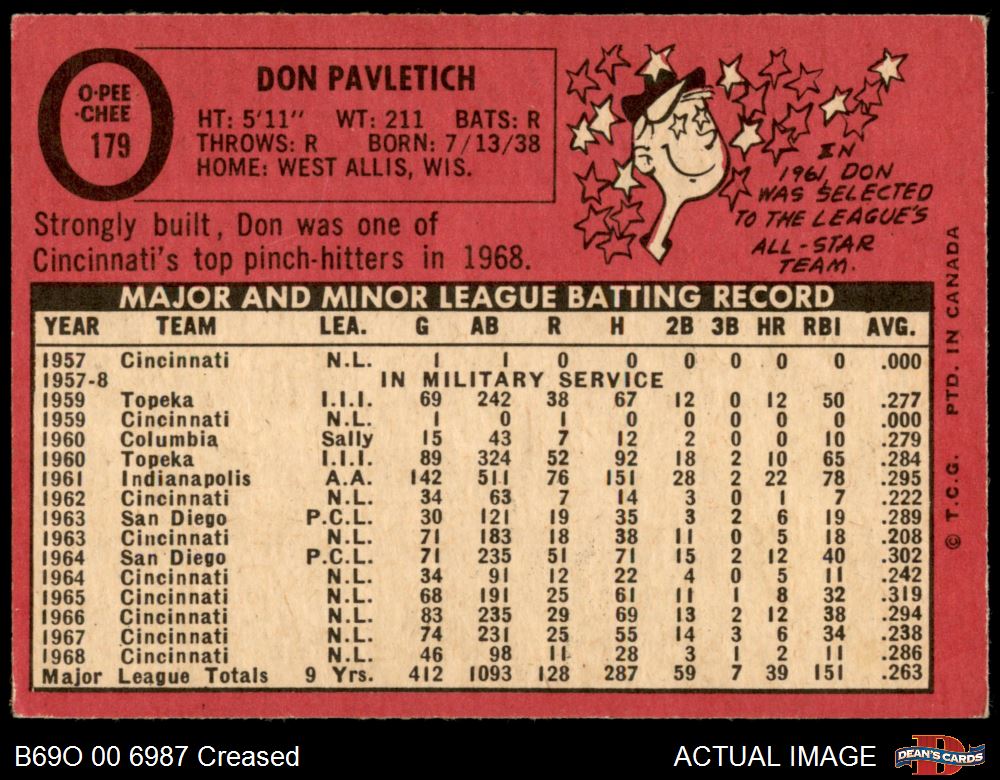 O-PEE
-CHEE
179
DON PAVLETICH
HT: 5'11" WT: 211 BATS: R
THROWS: R BORN: 7/13/38
HOME: WEST ALLIS, WIS.
IN
1961, DON
WAS SELECTED
TO THE LEAGUE'S
ALL-STAR
TEAM.
Strongly built, Don was one of
Cincinnati's top pinch-hitters in 1968.
MAJOR AND MINOR LEAGUE BATTING RECORD
YEAR TEAM LEA. G AB R H 2B 3B HR RBI AVG.
1957 Cincinnati N.L. 1 1 0 0 0 0 0 0 .000
1957-8 IN MILITARY SERVICE
1959 Topeka I.I.I. 69 242 38 67 12 0 12 50 .277
1959 Cincinnati N.L. 1 0 1 0 0 0 0 0 .000
1960 Columbia Sally 15 43 7 12 2 0 0 10 .279
1960 Topeka I.I.I. 89 324 52 92 18 2 10 65 .284
1961 Indianapolis A.A. 142 511 76 151 28 2 22 78 .295
1962 Cincinnati N.L. 34 63 7 14 3 0 1 7 .222
1963 San Diego P.C.L. 30 121 19 35 3 2 6 19 .289
1963 Cincinnati N.L. 71 183 18 38 11 0 5 18 .208
1964 San Diego P.C.L. 71 235 51 71 15 2 12 40 .302
1964 Cincinnati N.L. 34 91 12 22 4 0 5 11 .242
1965 Cincinnati N.L. 68 191 25 61 11 1 8 32 .319
1966 Cincinnati N.L. 83 235 29 69 13 2 12 38 .294
1967 Cincinnati N.L. 74 231 25 55 14 3 6 34 .238
1968 Cincinnati N.L. 46 98 11 28 3 1 2 11 .286
Major League Totals 9 Yrs. 412 1093 128 287 59 7 39 151 .263
© T.C.G. PTD. IN CANADA
B69O 00 6987 Creased
ACTUAL IMAGE
DEAN'S CARDS